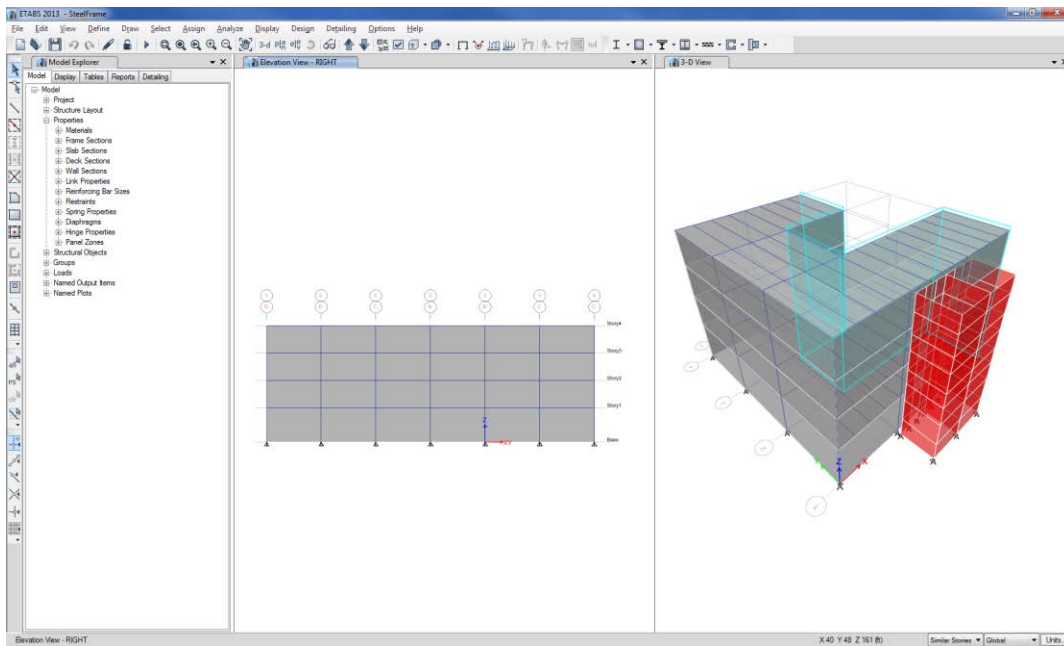 ETABS 2013 - SteelFrame
File Edit View Define Draw Select Assign Analyze Display Design Detailing Options Help
3-d
nd
Model Explorer
Elevation View - RIGHT
3-D View
Model Display Tables Reports Detailing
Model
Project
Structure Layout
Properties
Materials
Frame Sections
Slab Sections
Deck Sections
Wall Sections
Link Properties
Reinforcing Bar Sizes
Restraints
Spring Properties
Diaphragms
Hinge Properties
Panel Zones
Structural Objects
Groups
Loads
Named Output Items
Named Plots
Story4
Story3
Story2
Story1
Z
XY
Base
Y Z X
Elevation View - RIGHT
X 40 Y 48 Z 161 (ft)
Similar Stories
Global
Units...